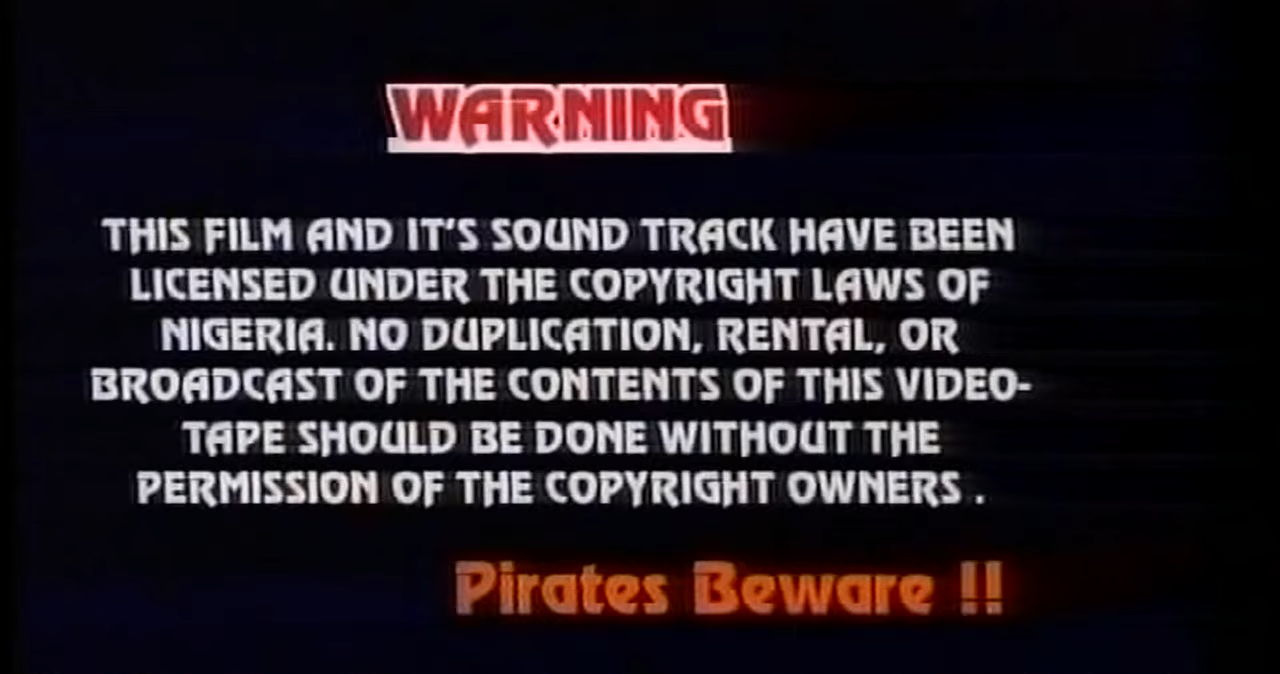 WARNING
THIS FILM AND IT'S SOUND TRACK HAVE BEEN
LICENSED UNDER THE COPYRIGHT LAWS OF
NIGERIA. NO DUPLICATION, RENTAL, OR
BROADCAST OF THE CONTENTS OF THIS VIDEO-
TAPE SHOULD BE DONE WITHOUT THE
PERMISSION OF THE COPYRIGHT OWNERS .
Pirates Beware !!